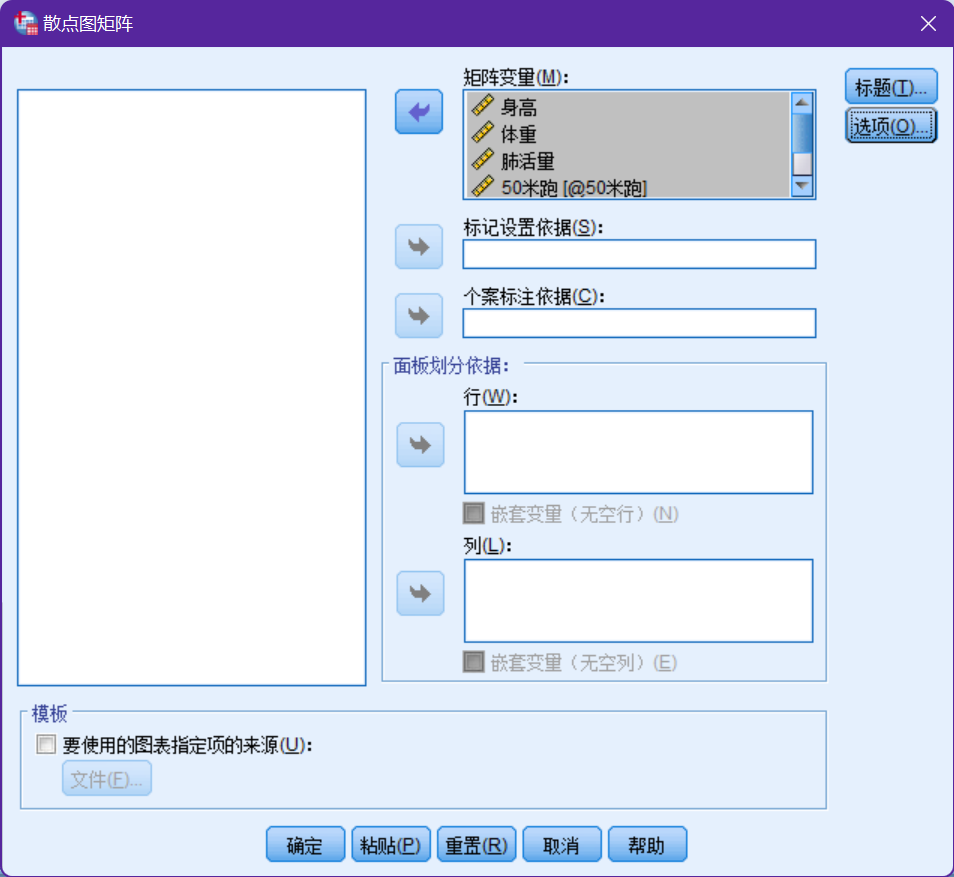 散点图矩阵
矩阵变量(M):
标题(T)...
身高
选项(O)...
体重
肺活量
50米跑 [@50米跑]
标记设置依据(S):
个案标注依据(C):
面板划分依据:
行(W):
嵌套变量（无空行）(N)
列(L):
嵌套变量（无空列）(E)
模板
要使用的图表指定项的来源(U):
文件(F)...
确定 粘贴(P) 重置(R) 取消 帮助